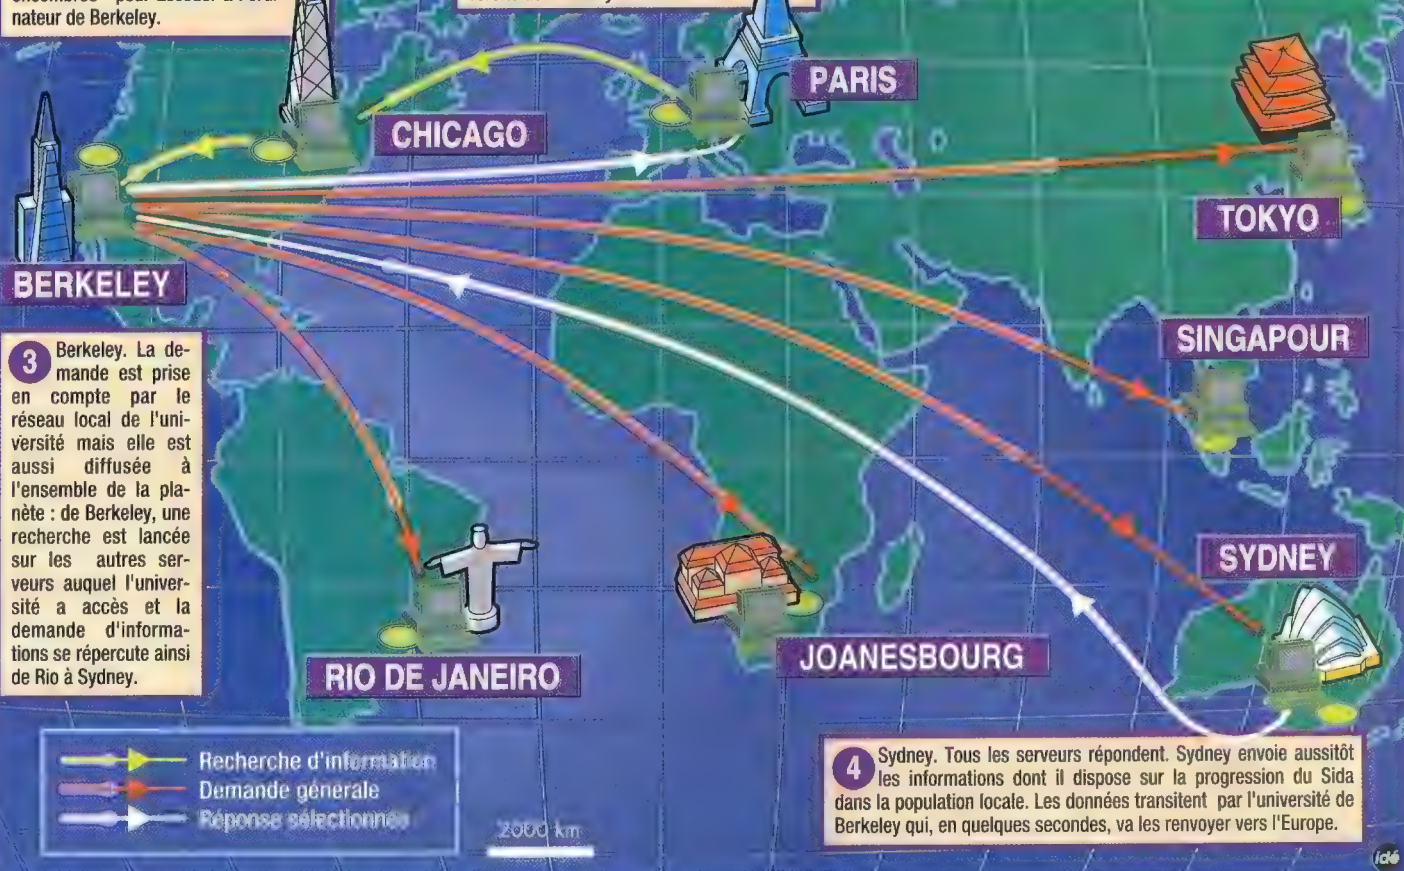 nateur de Berkeley.
PARIS
CHICAGO
TOKYO
BERKELEY
SINGAPOUR
3 Berkeley. La de-
mande est prise
en compte par le
réseau local de l'uni-
versité mais elle est
aussi diffusée à
l'ensemble de la pla-
nète : de Berkeley, une
recherche est lancée
sur les autres ser-
veurs auquel l'univer-
sité a accès et la
demande d'informa-
tions se répercute ainsi
de Rio à Sydney.
SYDNEY
JOANESBOURG
RIO DE JANEIRO
Recherche d'information
Demande générale
Réponse sélectionnée
2000 km
4 Sydney. Tous les serveurs répondent. Sydney envoie aussitôt
les informations dont il dispose sur la progression du Sida
dans la population locale. Les données transitent par l'université de
Berkeley qui, en quelques secondes, va les renvoyer vers l'Europe.
idé